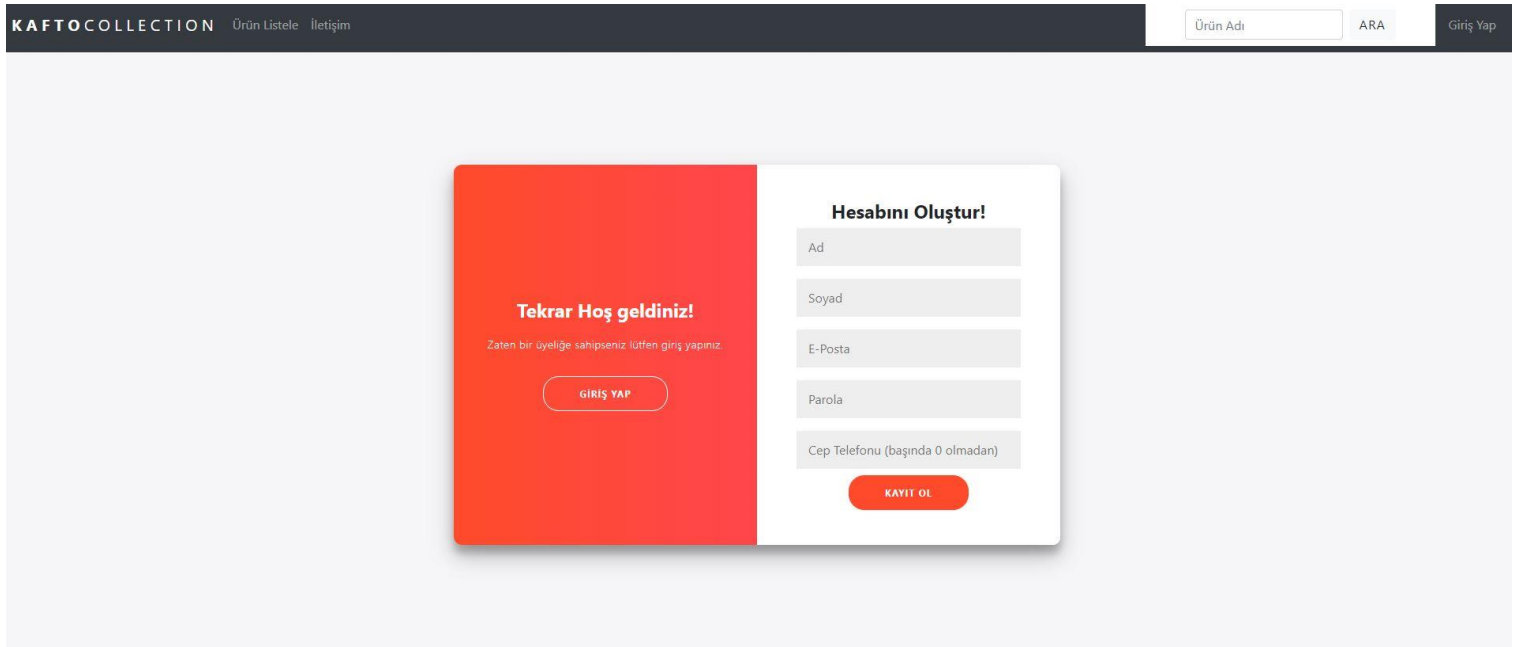 KAFTOCOLLECTION Ürün Listele İletişim Ürün Adı ARA Giriş Yap
Tekrar Hoş geldiniz!
Zaten bir üyeliğe sahipseniz lütfen giriş yapınız.
GİRİŞ YAP
Hesabını Oluştur!
Ad
Soyad
E-Posta
Parola
Cep Telefonu (başında 0 olmadan)
KAYIT OL